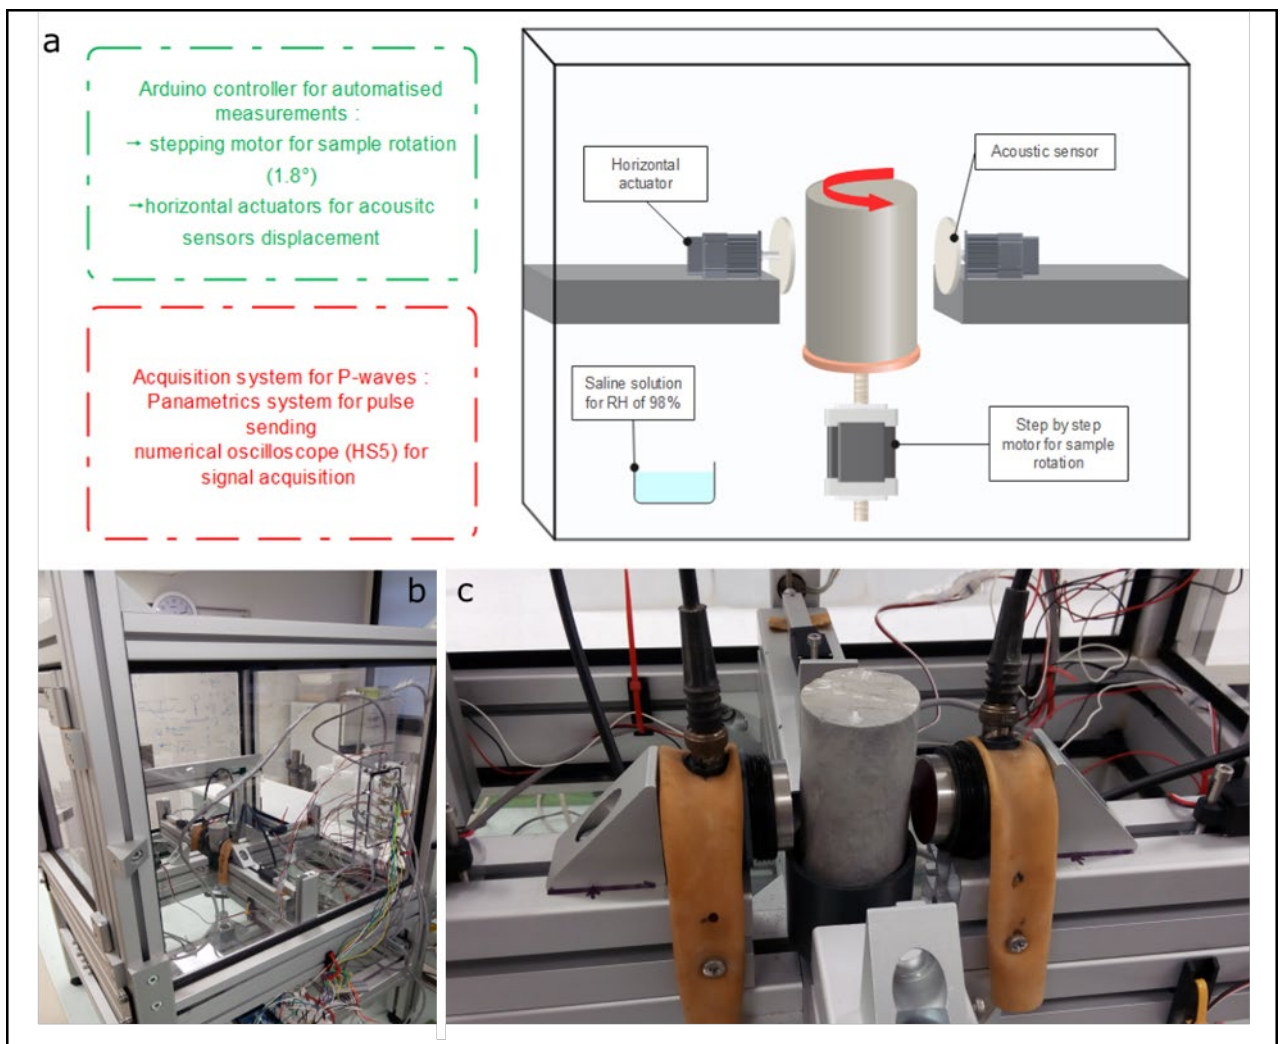 a
Arduino controller for automatised
measurements :
→ stepping motor for sample rotation
(1.8°)
→horizontal actuators for acousitc
sensors displacement
Acquisition system for P-waves :
Panametrics system for pulse
sending
numerical oscilloscope (HS5) for
signal acquisition
Horizontal
actuator
Acoustic sensor
Saline solution
for RH of 98%
Step by step
motor for sample
rotation
b
c